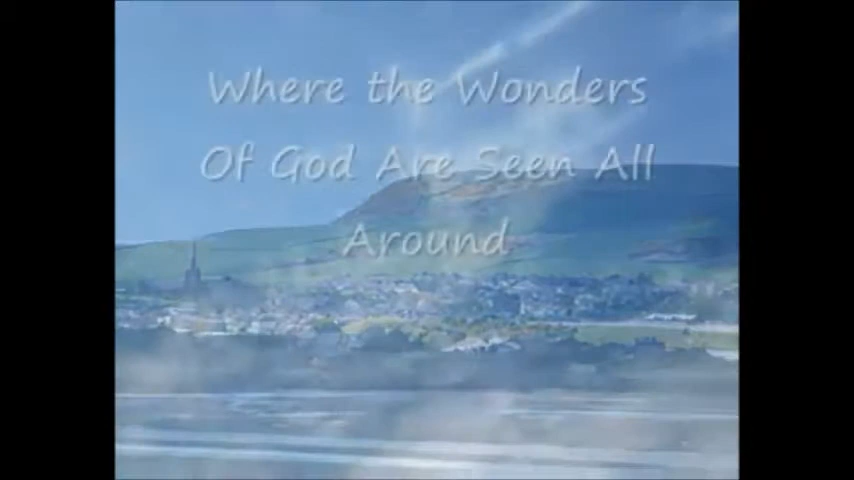 Where the Wonders
Of God Are Seen All
Around